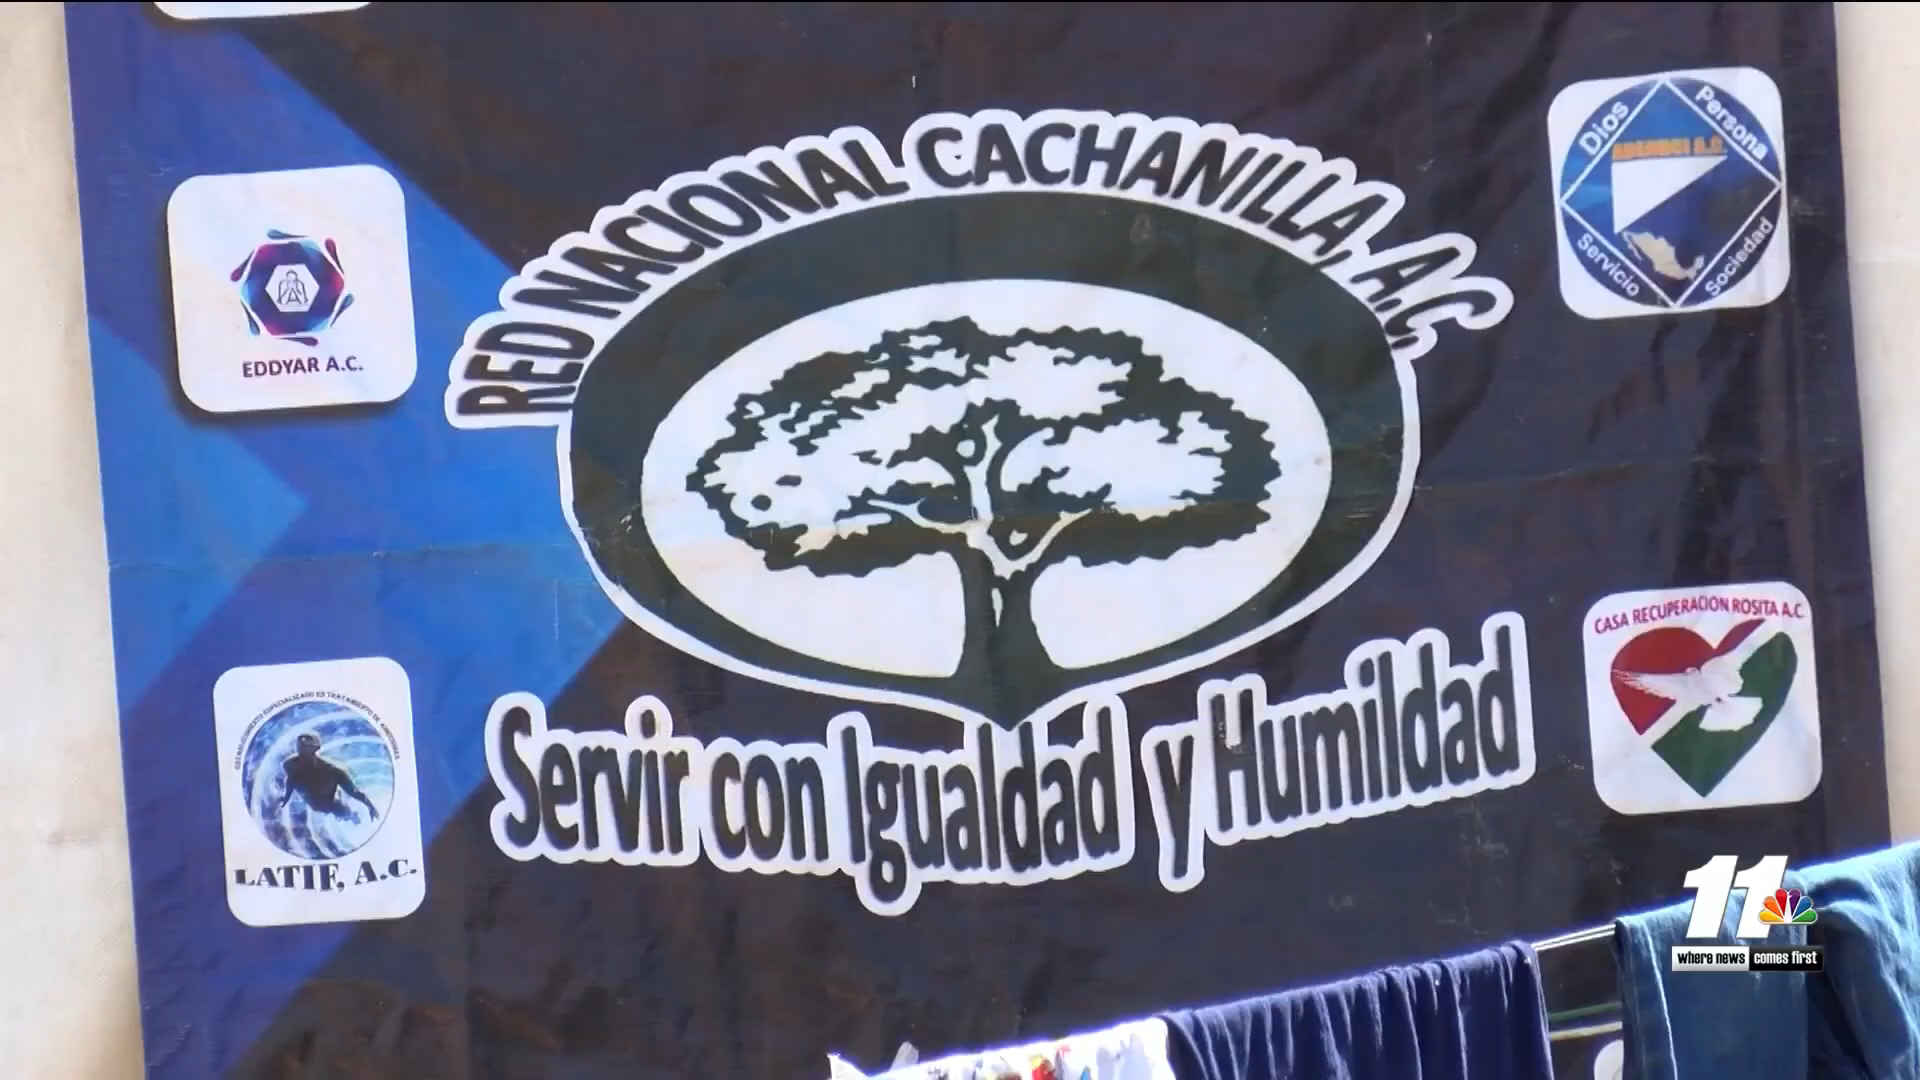 RED NACIONAL CACHANILLA, A.C.
Servir con Igualdad y Humildad
EDDYAR A.C.
LATIF, A.C.
Dios
Persona
Servicio
Sociedad
CASA RECUPERACION ROSITA A.C.
11
where news comes first